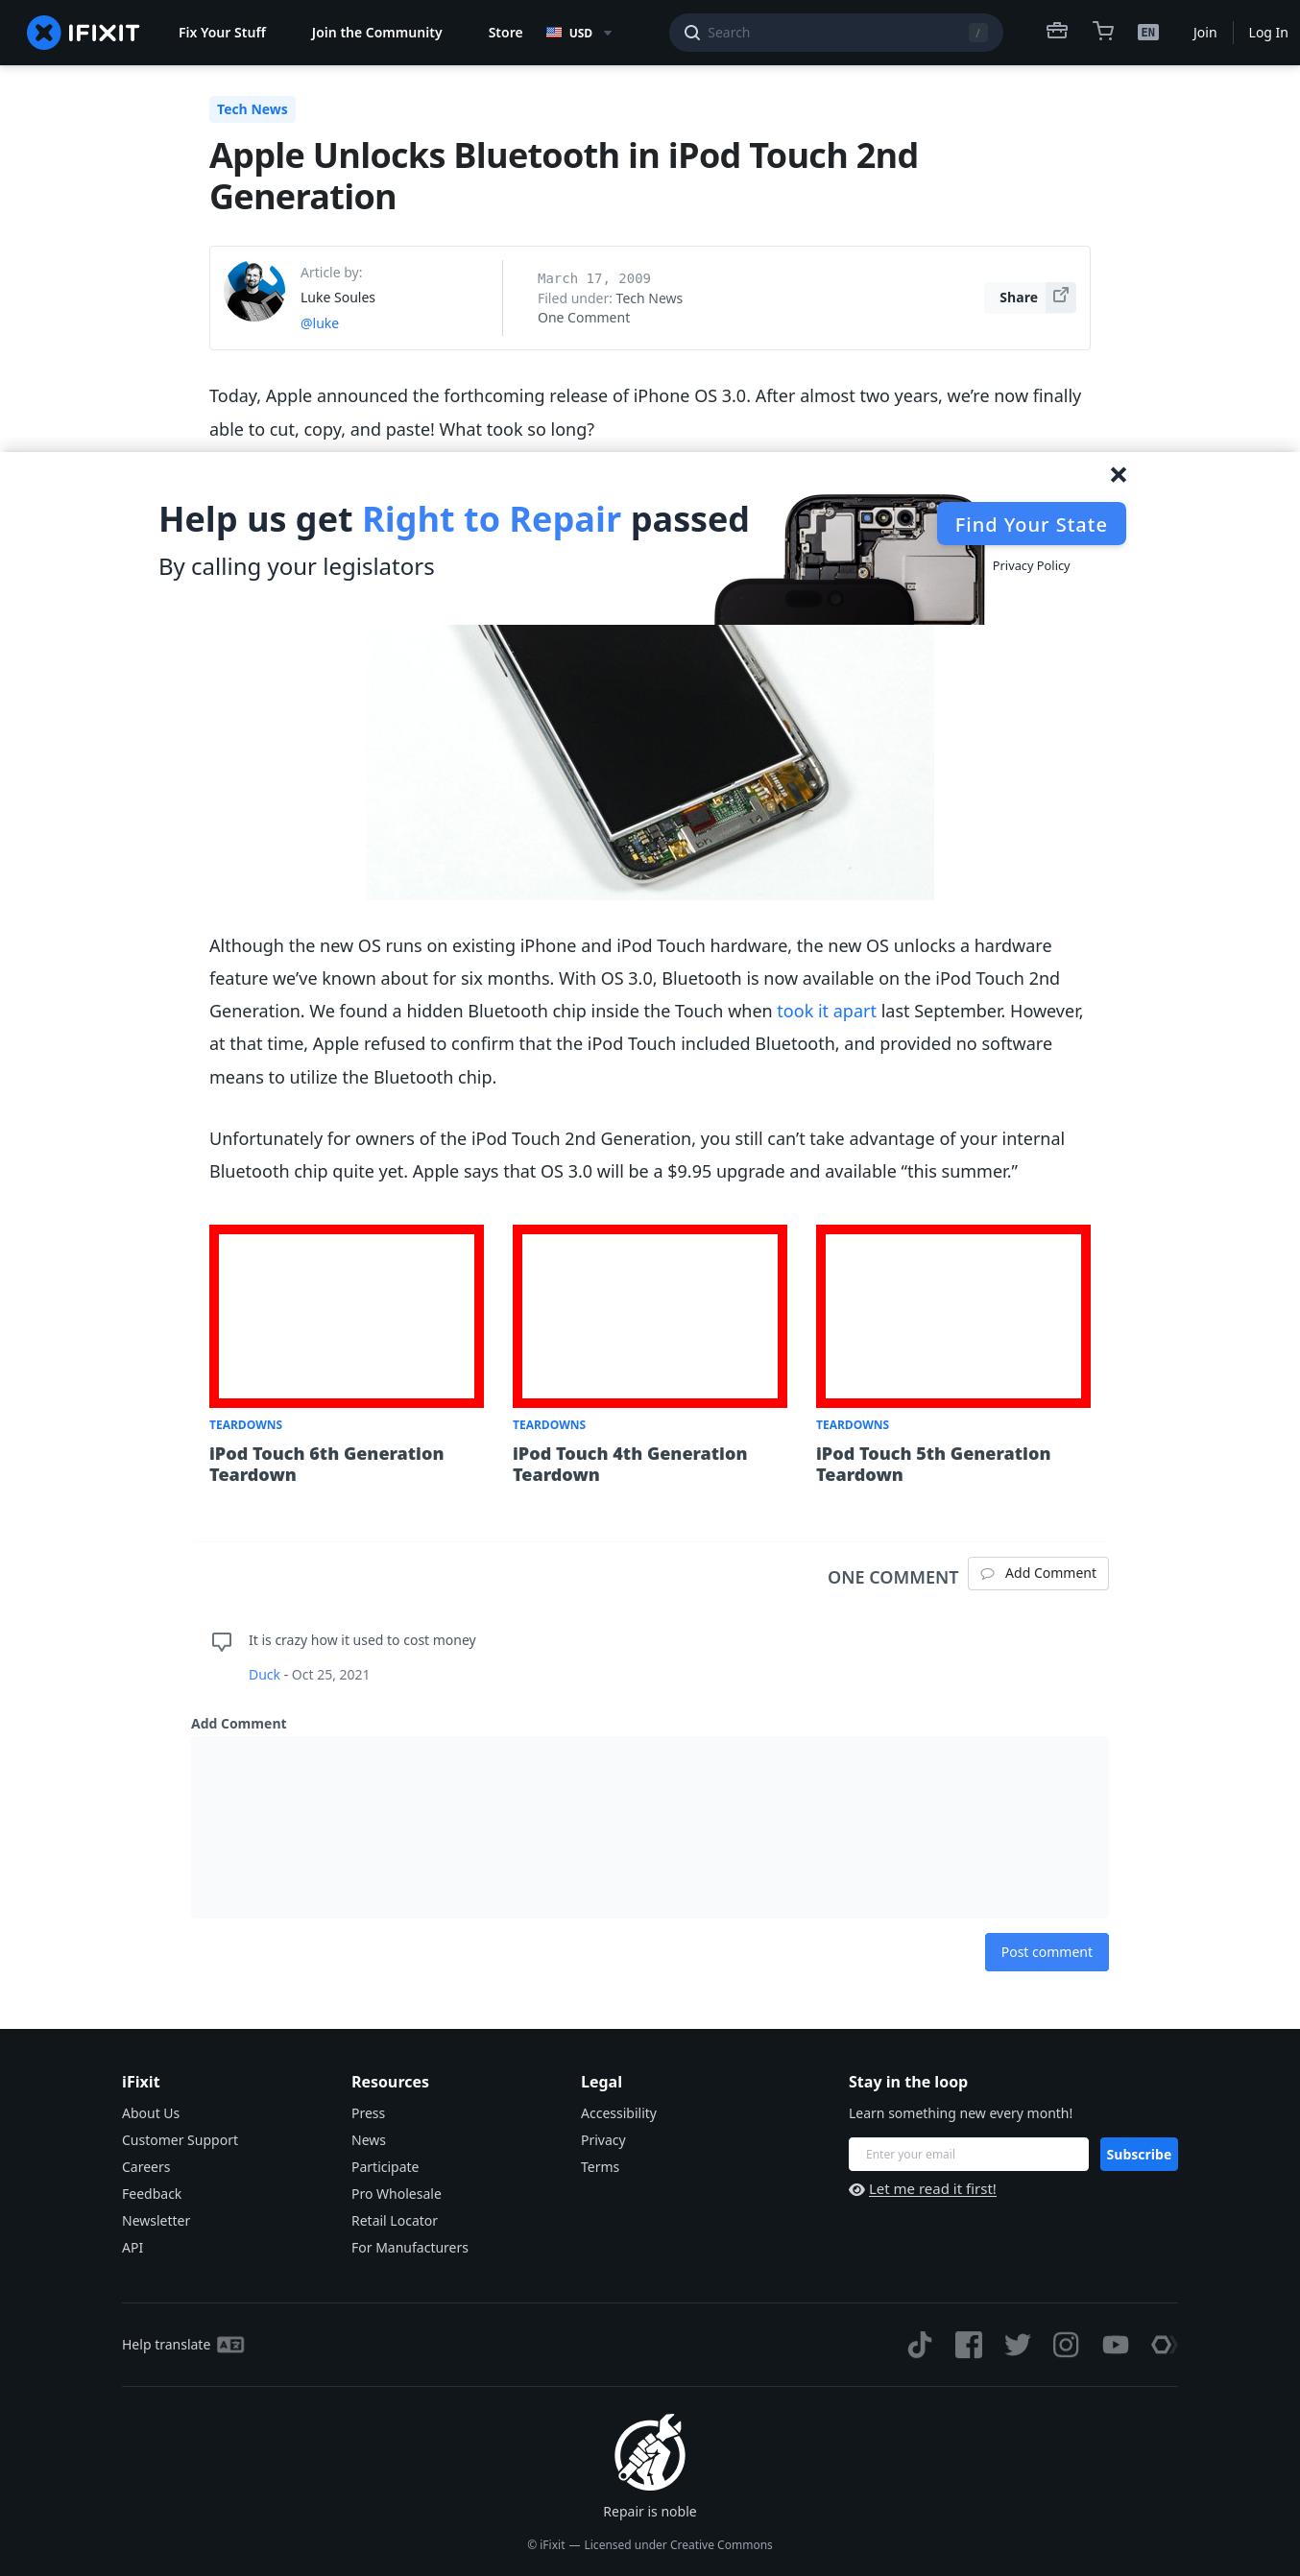 IFIXIT
Fix Your Stuff
Join the Community
Store
USD
Search
/
EN
Join
Log In
Tech News
Apple Unlocks Bluetooth in iPod Touch 2nd
Generation
Article by:
Luke Soules
@luke
March 17, 2009
Filed under: Tech News
One Comment
Share
Today, Apple announced the forthcoming release of iPhone OS 3.0. After almost two years, we’re now finally
able to cut, copy, and paste! What took so long?
Help us get Right to Repair passed
By calling your legislators
Find Your State
Privacy Policy
Although the new OS runs on existing iPhone and iPod Touch hardware, the new OS unlocks a hardware
feature we’ve known about for six months. With OS 3.0, Bluetooth is now available on the iPod Touch 2nd
Generation. We found a hidden Bluetooth chip inside the Touch when took it apart last September. However,
at that time, Apple refused to confirm that the iPod Touch included Bluetooth, and provided no software
means to utilize the Bluetooth chip.
Unfortunately for owners of the iPod Touch 2nd Generation, you still can’t take advantage of your internal
Bluetooth chip quite yet. Apple says that OS 3.0 will be a $9.95 upgrade and available “this summer.”
TEARDOWNS
iPod Touch 6th Generation
Teardown
TEARDOWNS
iPod Touch 4th Generation
Teardown
TEARDOWNS
iPod Touch 5th Generation
Teardown
ONE COMMENT
Add Comment
It is crazy how it used to cost money
Duck - Oct 25, 2021
Add Comment
Post comment
iFixit
About Us
Customer Support
Careers
Feedback
Newsletter
API
Resources
Press
News
Participate
Pro Wholesale
Retail Locator
For Manufacturers
Legal
Accessibility
Privacy
Terms
Stay in the loop
Learn something new every month!
Enter your email
Subscribe
Let me read it first!
Help translate
Repair is noble
© iFixit — Licensed under Creative Commons